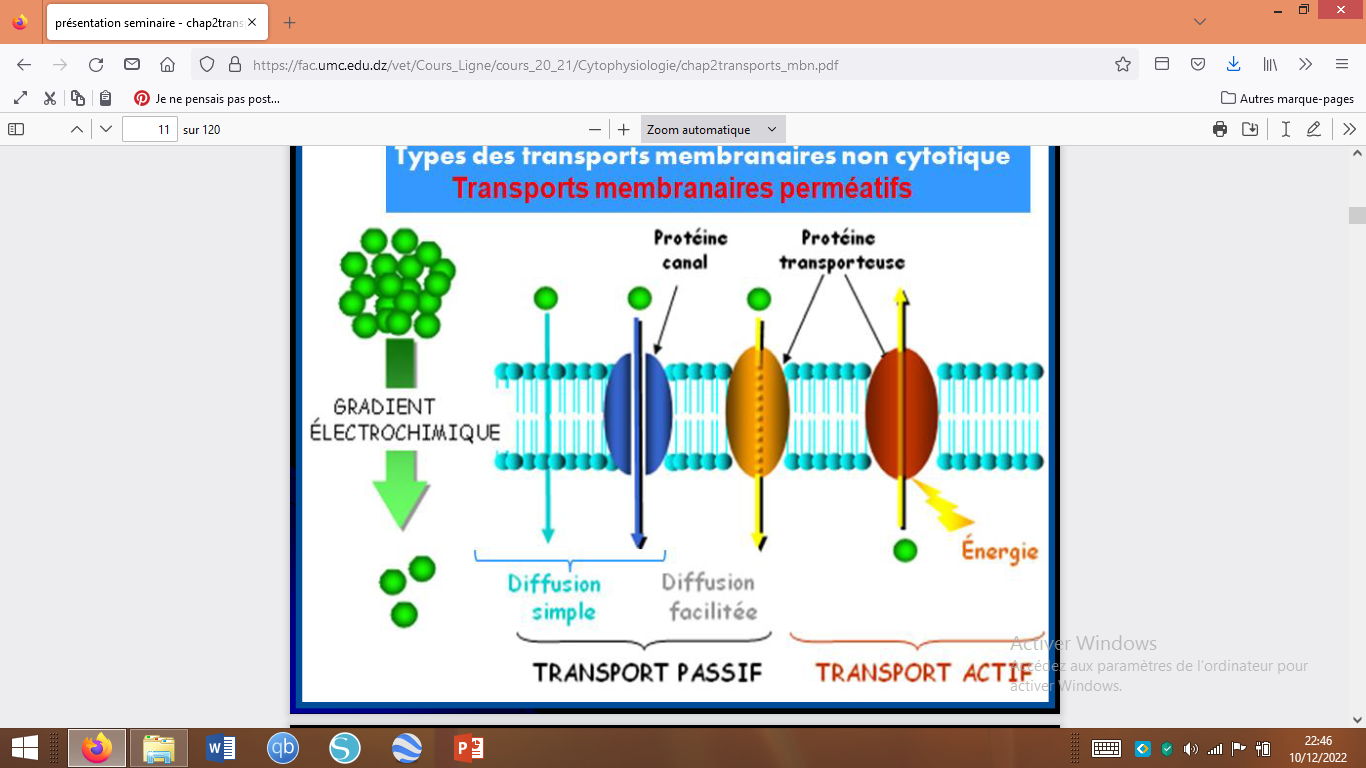 présentation seminaire - chap2trans
https://fac.umc.edu.dz/vet/Cours_Ligne/cours_20_21/Cytophysiologie/chap2transports_mbn.pdf
Je ne pensais pas post...
Autres marque-pages
11 sur 120
Zoom automatique
Types des transports membranaires non cytotique
Transports membranaires perméatifs
Protéine
canal
Protéine
transporteuse
GRADIENT
ÉLECTROCHIMIQUE
Énergie
Diffusion
simple
Diffusion
facilitée
TRANSPORT PASSIF
TRANSPORT ACTIF
Activer Windows
Accédez aux paramètres de l'ordinateur pour
activer Windows.
22:46
10/12/2022